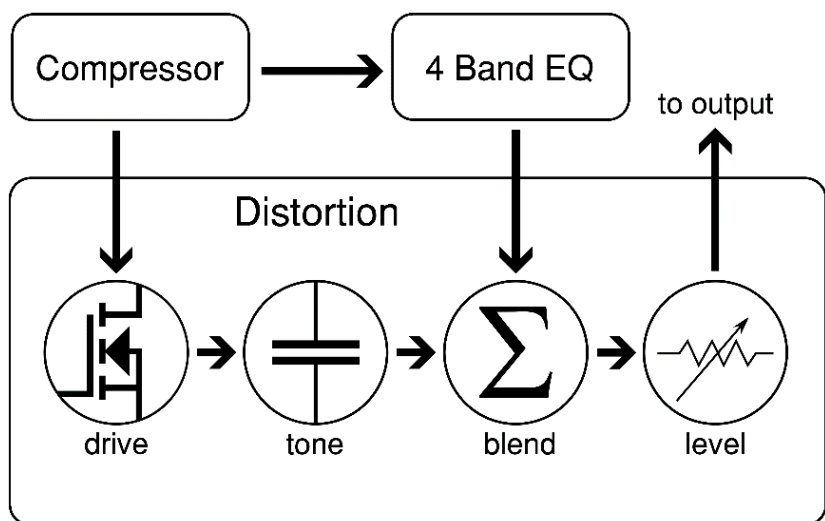 Compressor
4 Band EQ
to output
Distortion
Σ
drive
tone
blend
level